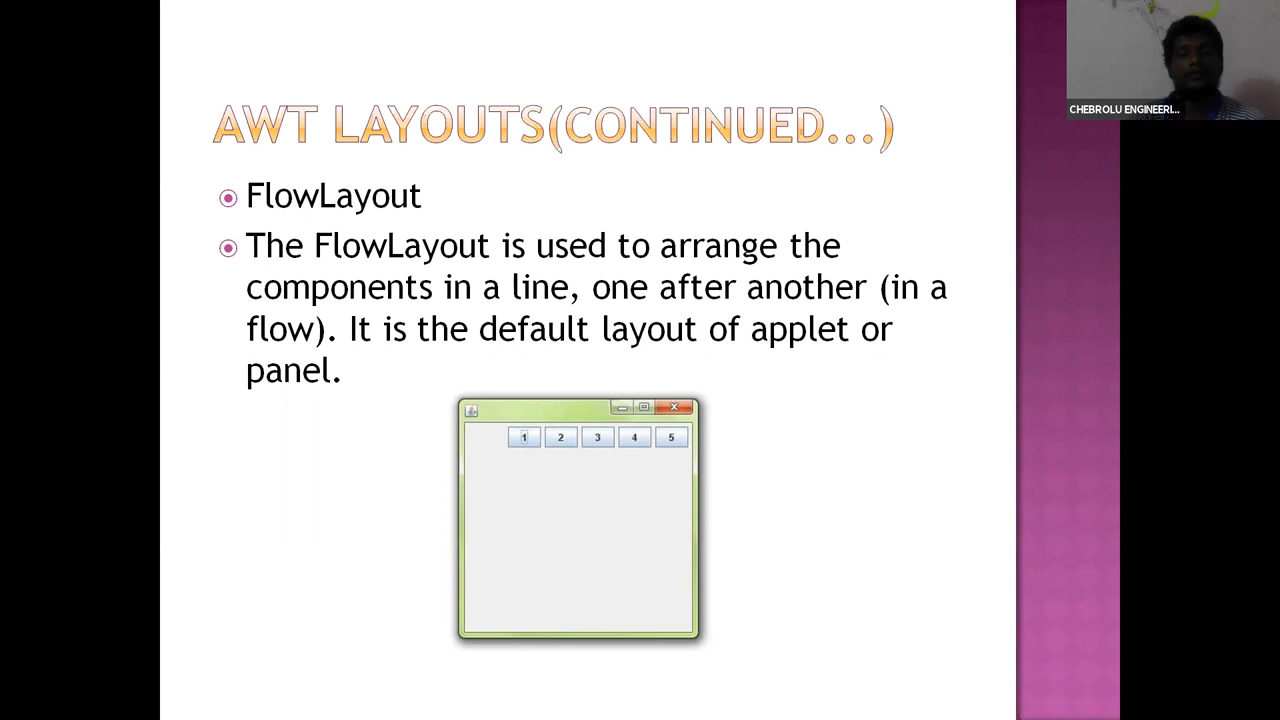 CHEBROLU ENGINEERI...
AWT LAYOUTS(CONTINUED...)
FlowLayout
The FlowLayout is used to arrange the
components in a line, one after another (in a
flow). It is the default layout of applet or
panel.
1 2 3 4 5